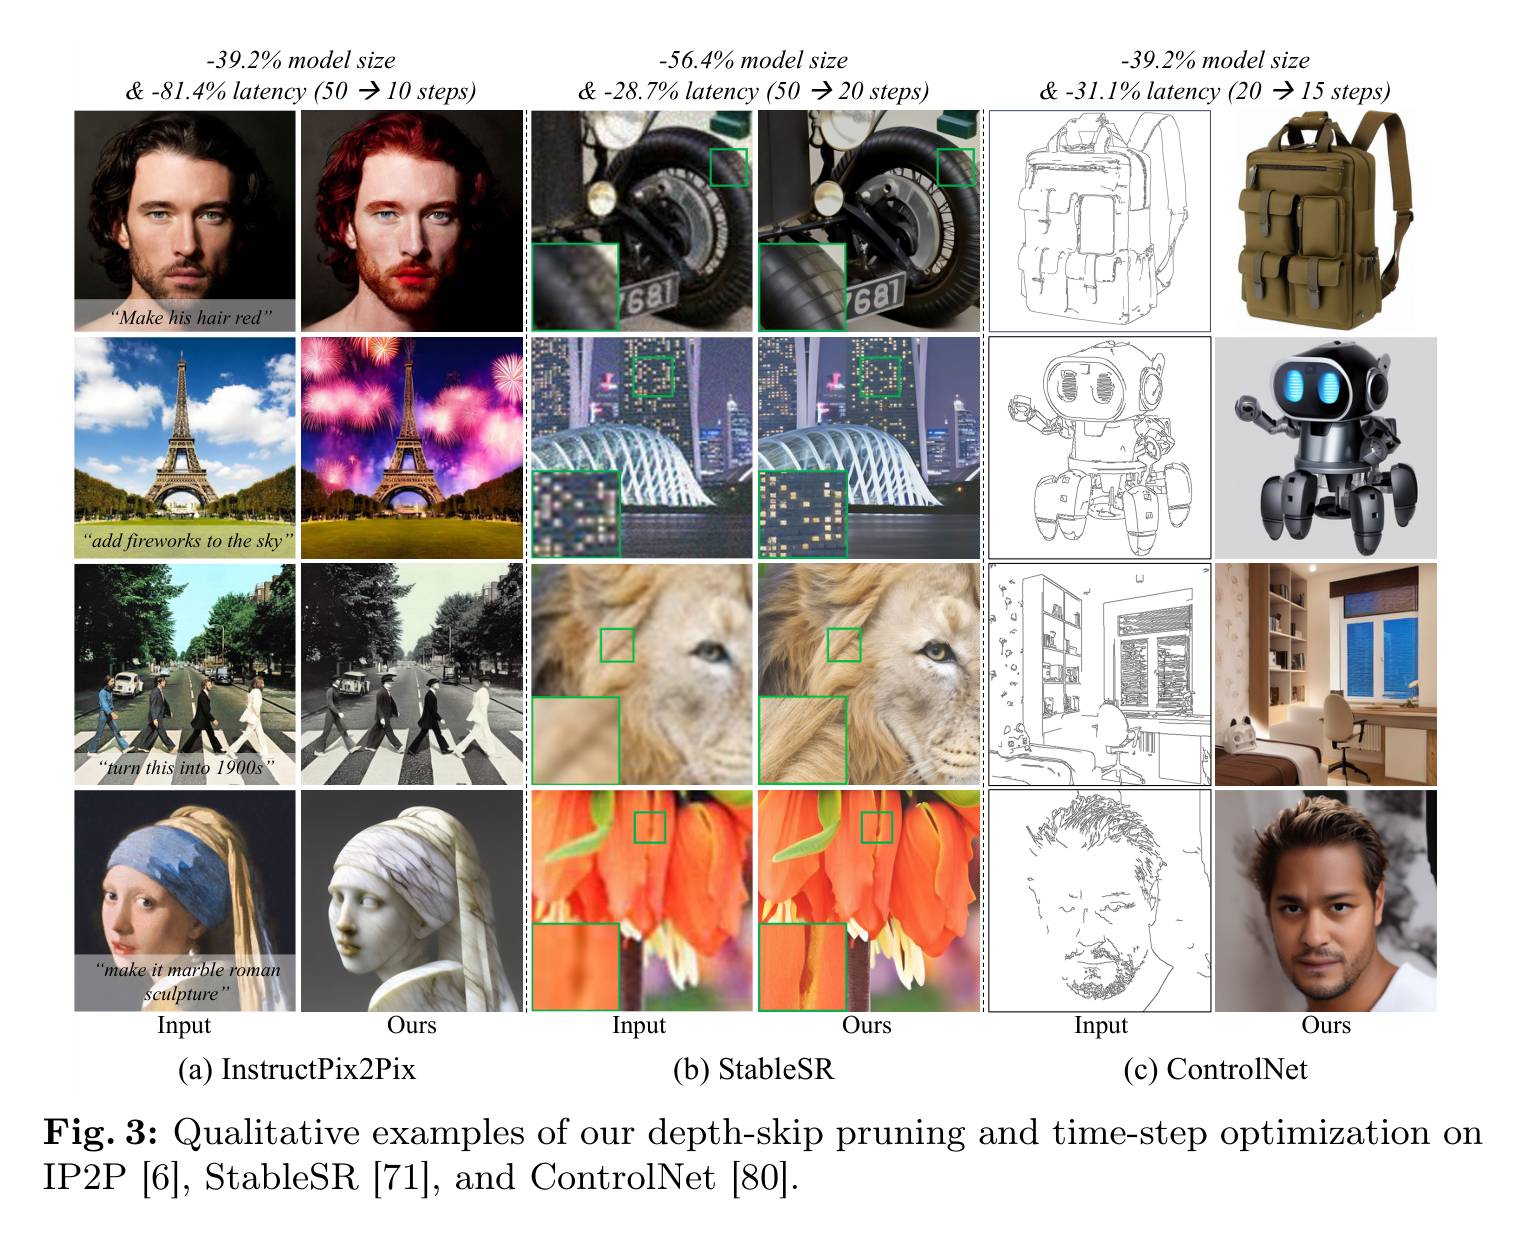 -39.2% model size
& -81.4% latency (50 → 10 steps)
-56.4% model size
& -28.7% latency (50 → 20 steps)
-39.2% model size
& -31.1% latency (20 → 15 steps)
“Make his hair red”
7681
7681
“add fireworks to the sky”
“turn this into 1900s”
“make it marble roman
sculpture”
Input
Ours
Input
Ours
Input
Ours
(a) InstructPix2Pix
(b) StableSR
(c) ControlNet
Fig. 3: Qualitative examples of our depth-skip pruning and time-step optimization on
IP2P [6], StableSR [71], and ControlNet [80].